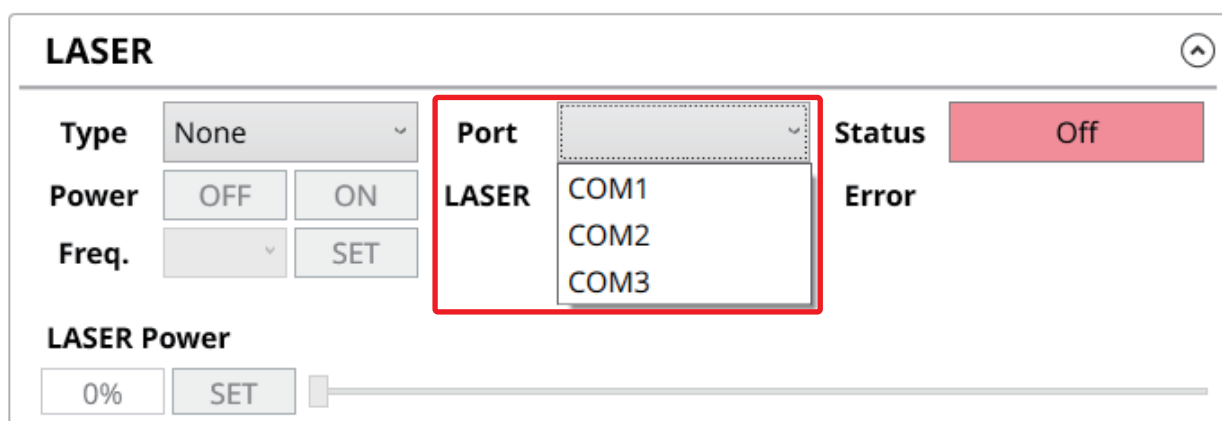 LASER
Type None Port Status Off
Power OFF ON LASER COM1 Error
COM2
Freq. SET
COM3
LASER Power
0% SET